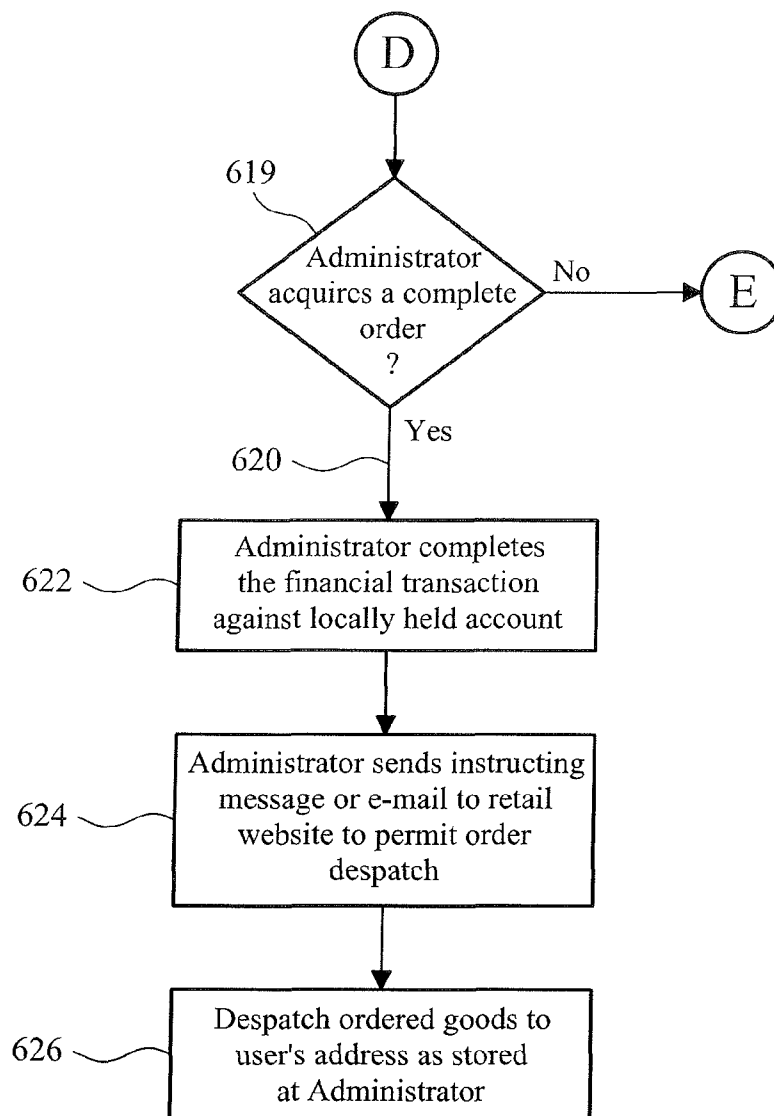 D
619
Administrator
acquires a complete
order
?
No
E
Yes
620
Administrator completes
the financial transaction
against locally held account
622
Administrator sends instructing
message or e-mail to retail
website to permit order
despatch
624
Despatch ordered goods to
user's address as stored
at Administrator
626